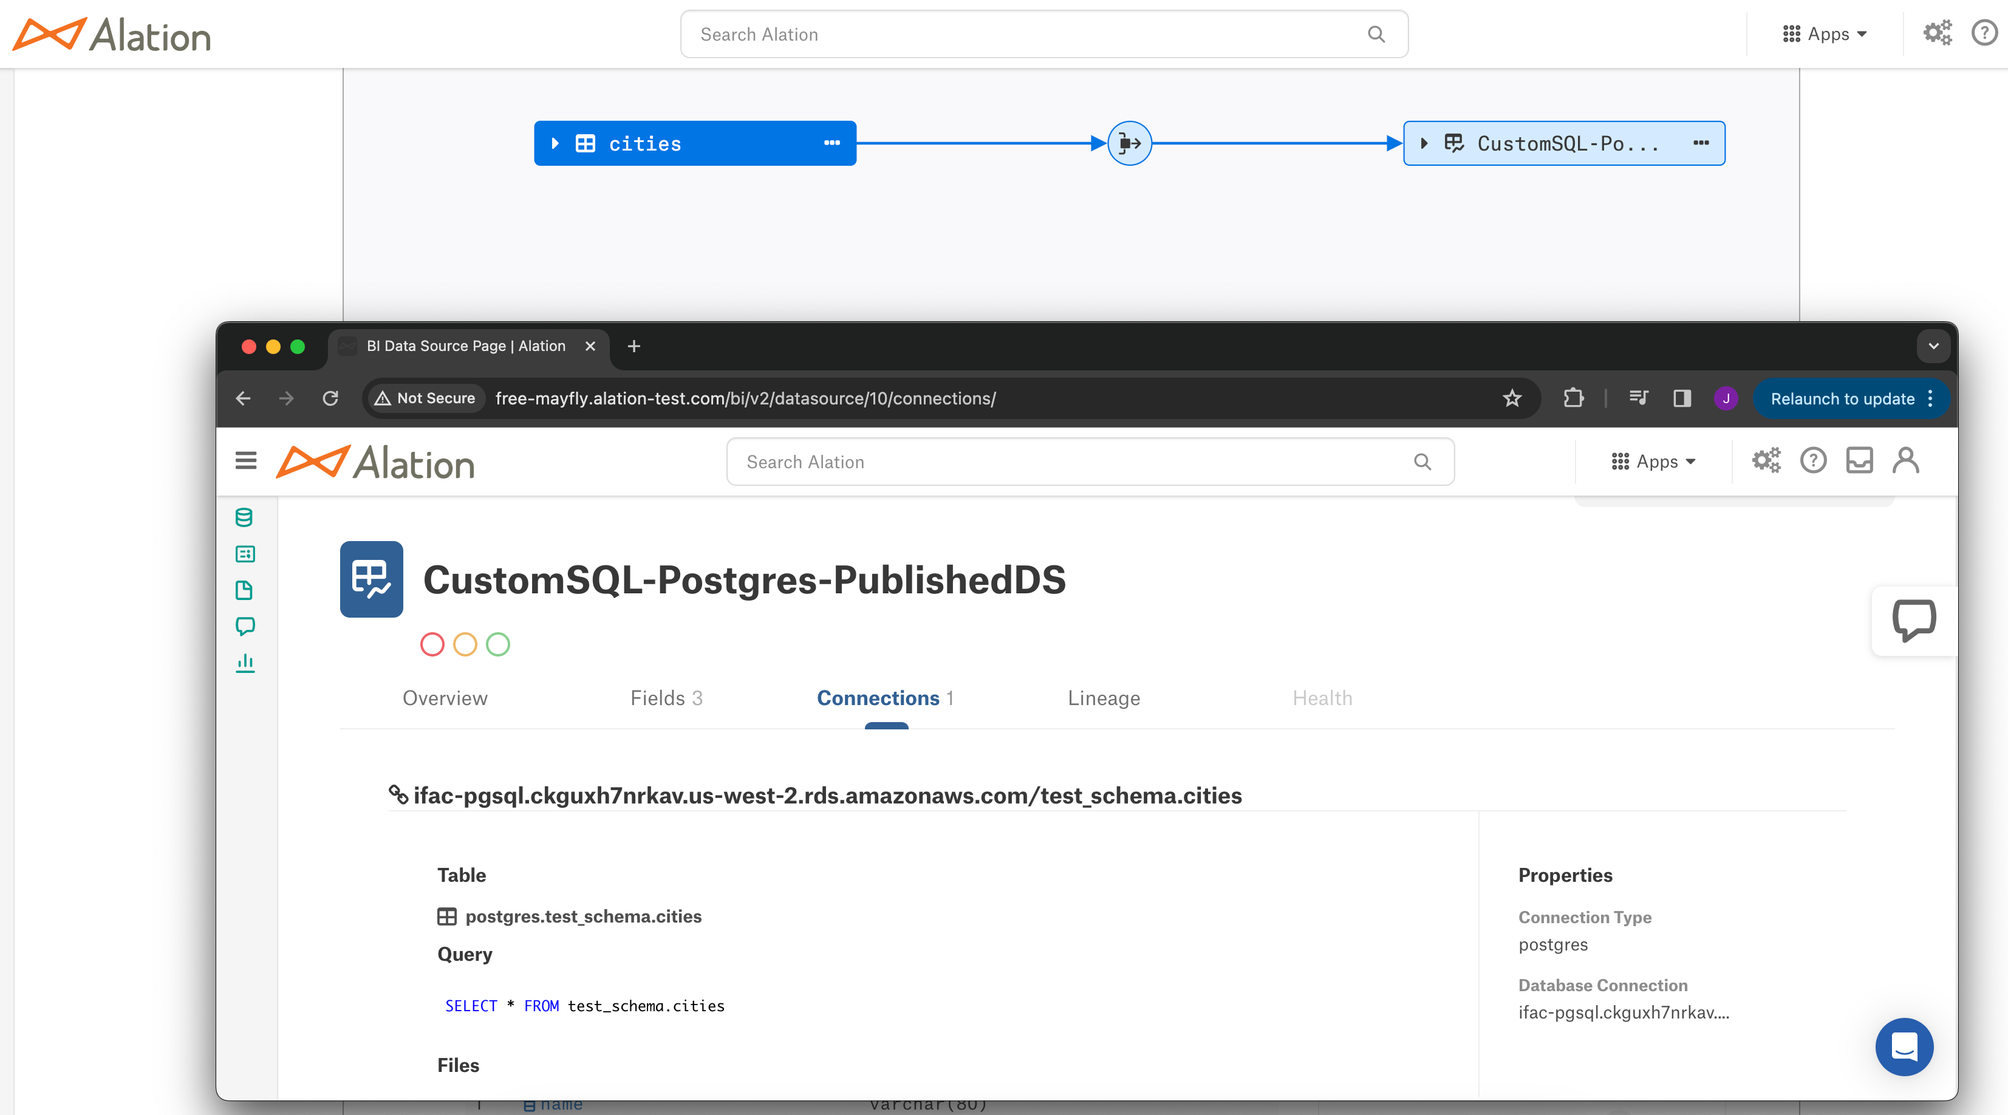 Alation
Search Alation
Apps
cities
CustomSQL-Po...
BI Data Source Page | Alation
Not Secure
free-mayfly.alation-test.com/bi/v2/datasource/10/connections/
J
Relaunch to update
Alation
Search Alation
Apps
CustomSQL-Postgres-PublishedDS
Overview
Fields 3
Connections 1
Lineage
Health
ifac-pgsql.ckguxh7nrkav.us-west-2.rds.amazonaws.com/test_schema.cities
Table
Properties
postgres.test_schema.cities
Connection Type
postgres
Query
Database Connection
SELECT * FROM test_schema.cities
ifac-pgsql.ckguxh7nrkav....
Files
1 name varchar(80)